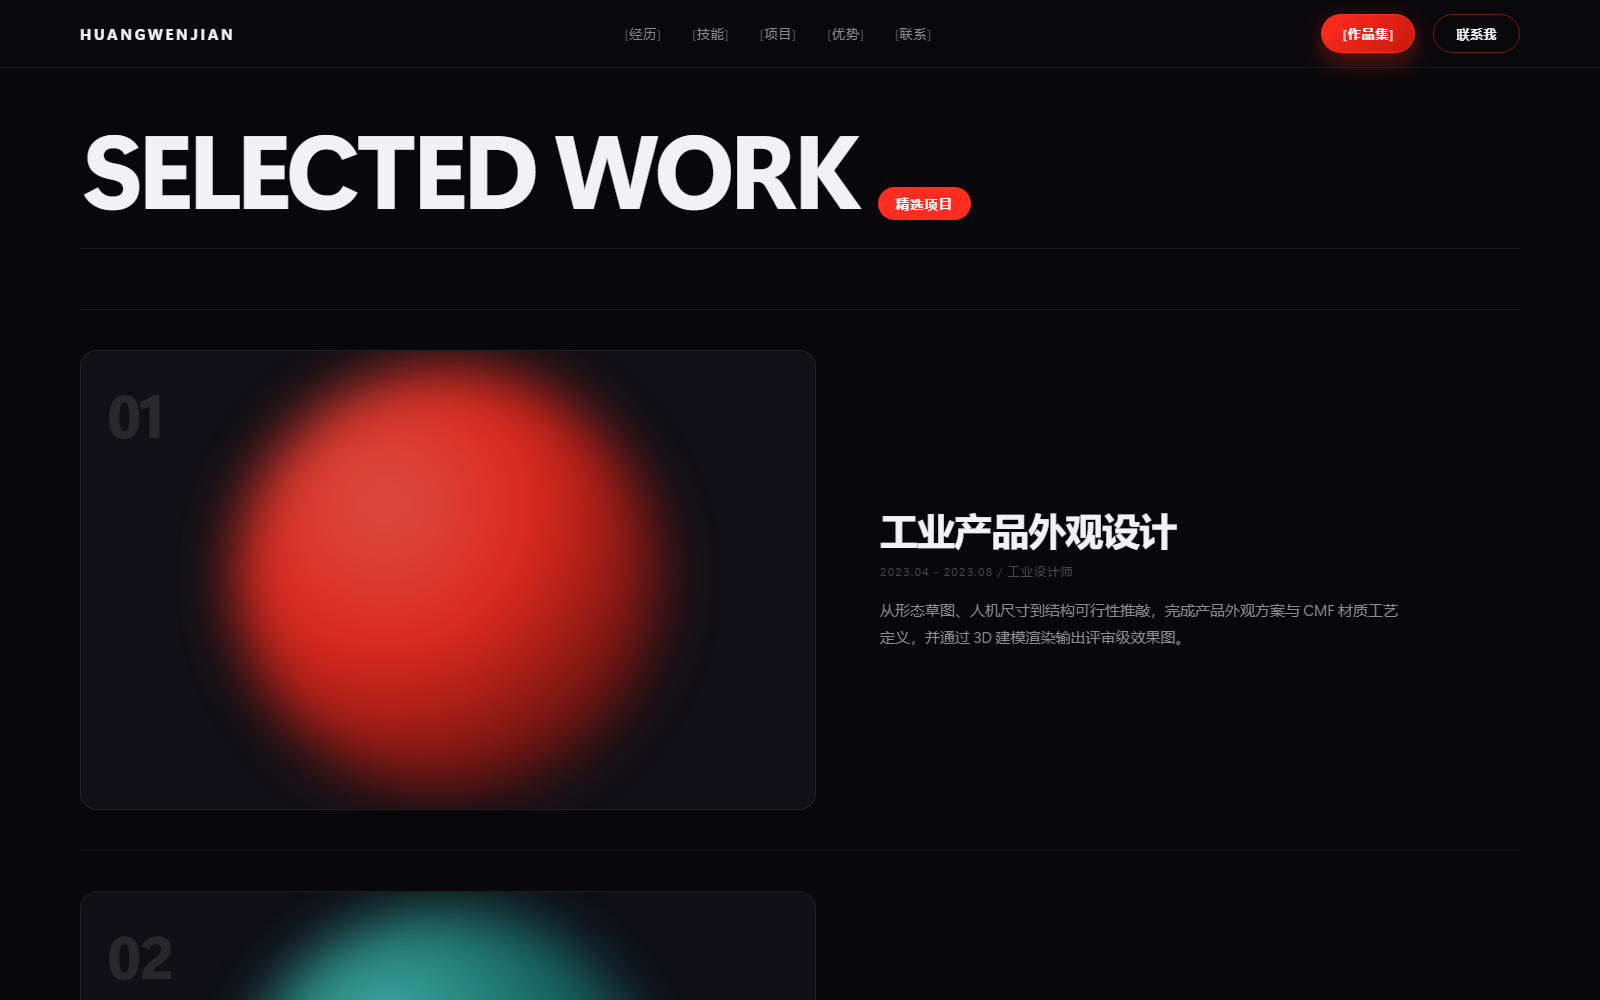 HUANGWENJIAN
[经历] [技能] [项目] [优势] [联系]
[作品集] 联系我
SELECTED WORK 精选项目
01
工业产品外观设计
2023.04 - 2023.08 / 工业设计师
从形态草图、人机尺寸到结构可行性推敲，完成产品外观方案与 CMF 材质工艺
定义，并通过 3D 建模渲染输出评审级效果图。
02